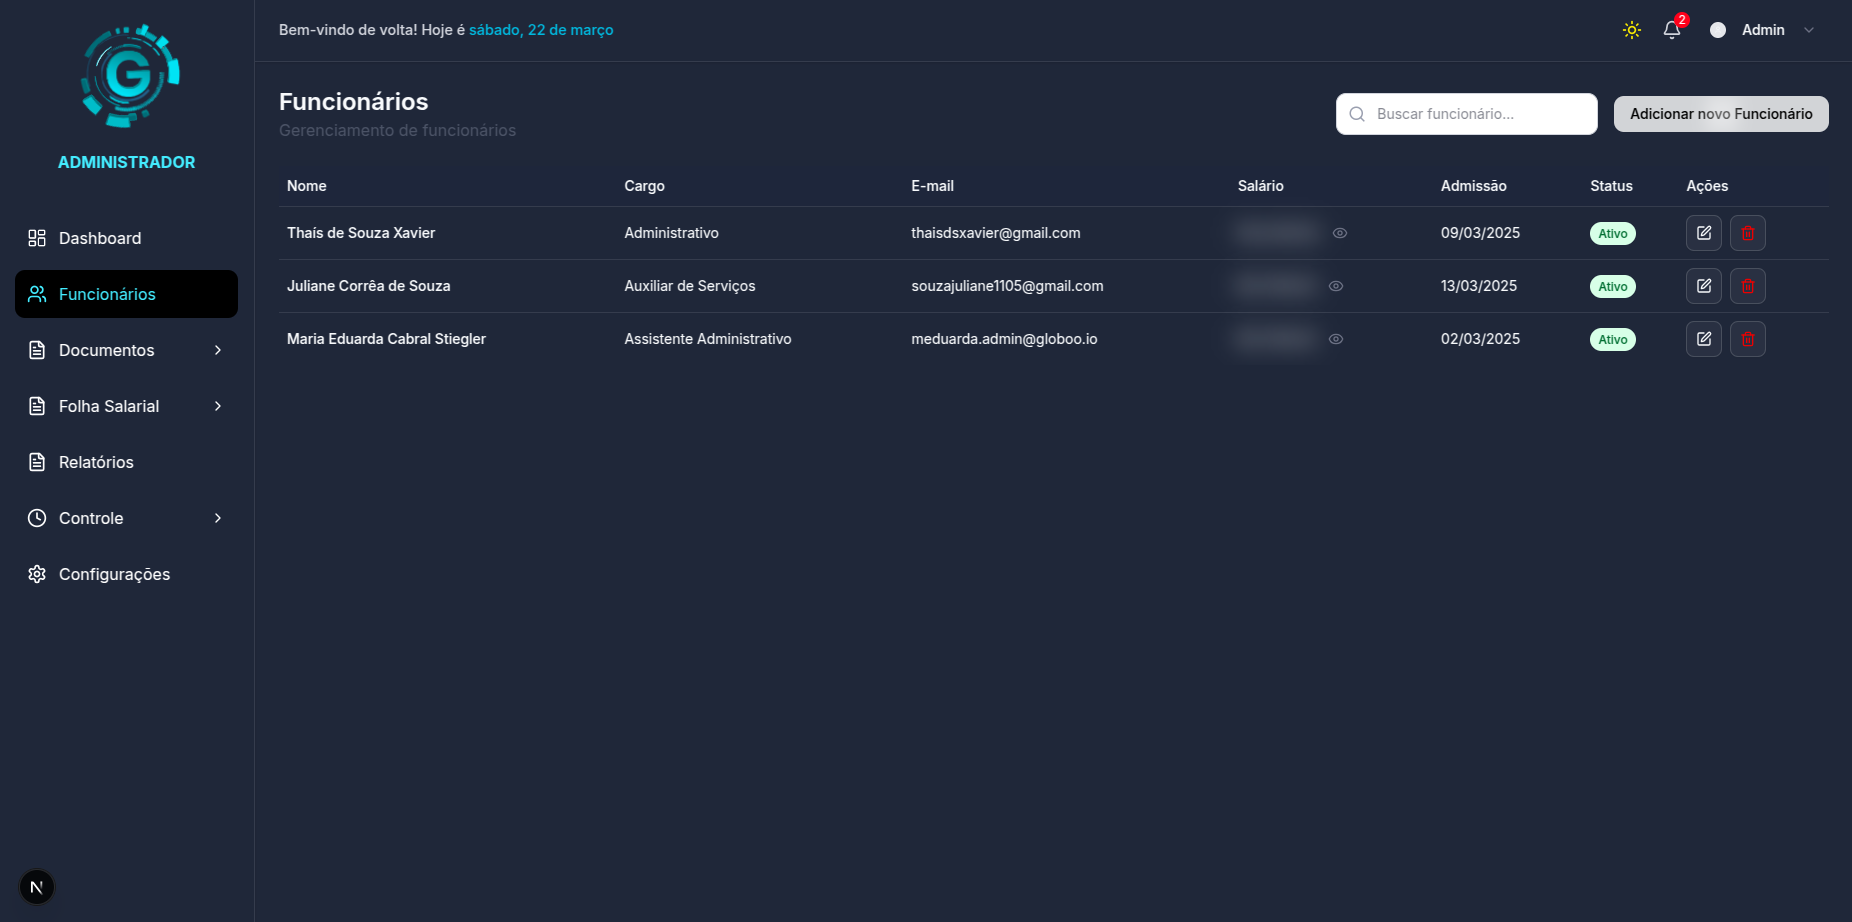 G
ADMINISTRADOR
Dashboard
Funcionários
Documentos
Folha Salarial
Relatórios
Controle
Configurações
N
Bem-vindo de volta! Hoje é sábado, 22 de março
2
Admin
Funcionários
Gerenciamento de funcionários
Buscar funcionário...
Adicionar novo Funcionário
Nome Cargo E-mail Salário Admissão Status Ações
Thaís de Souza Xavier Administrativo thaisdsxavier@gmail.com 09/03/2025 Ativo
Juliane Corrêa de Souza Auxiliar de Serviços souzajuliane1105@gmail.com 13/03/2025 Ativo
Maria Eduarda Cabral Stiegler Assistente Administrativo meduarda.admin@globoo.io 02/03/2025 Ativo